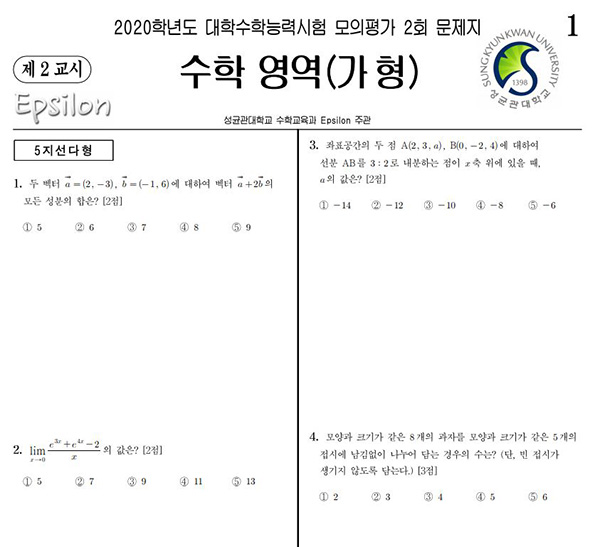 2020학년도 대학수학능력시험 모의평가 2회 문제지
1
제 2 교시
수학 영역(가 형)
SUNGKYUNKWAN UNIVERSITY
1398
성균관대학교
Epsilon
성균관대학교 수학교육과 Epsilon 주관
5지선다형
1. 두 벡터 a⃗=(2, −3), b⃗=(−1, 6)에 대하여 벡터 a⃗+2b⃗의
모든 성분의 합은? [2점]
① 5 ② 6 ③ 7 ④ 8 ⑤ 9
2. lim x→0 (e^{3x}+e^{4x}−2)/x 의 값은? [2점]
① 5 ② 7 ③ 9 ④ 11 ⑤ 13
3. 좌표공간의 두 점 A(2, 3, a), B(0, −2, 4)에 대하여
선분 AB를 3 : 2로 내분하는 점이 x축 위에 있을 때,
a의 값은? [2점]
① −14 ② −12 ③ −10 ④ −8 ⑤ −6
4. 모양과 크기가 같은 8개의 과자를 모양과 크기가 같은 5개의
접시에 남김없이 나누어 담는 경우의 수는? (단, 빈 접시가
생기지 않도록 담는다.) [3점]
① 2 ② 3 ③ 4 ④ 5 ⑤ 6